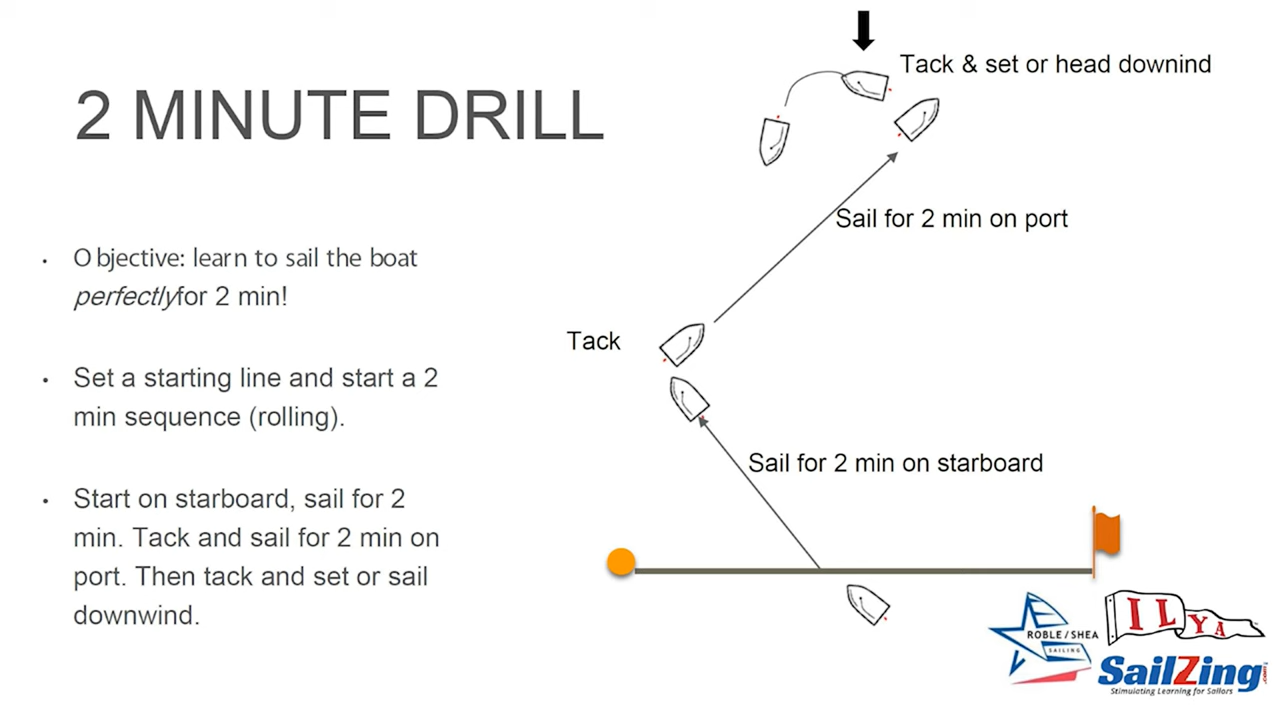 2 MINUTE DRILL
• Objective: learn to sail the boat
perfectly for 2 min!
• Set a starting line and start a 2
min sequence (rolling).
• Start on starboard, sail for 2
min. Tack and sail for 2 min on
port. Then tack and set or sail
downwind.
Tack & set or head downind
Sail for 2 min on port
Tack
Sail for 2 min on starboard
ROBLE/SHEA
SAILING
ILYA
SailZing
Stimulating Learning for Sailors